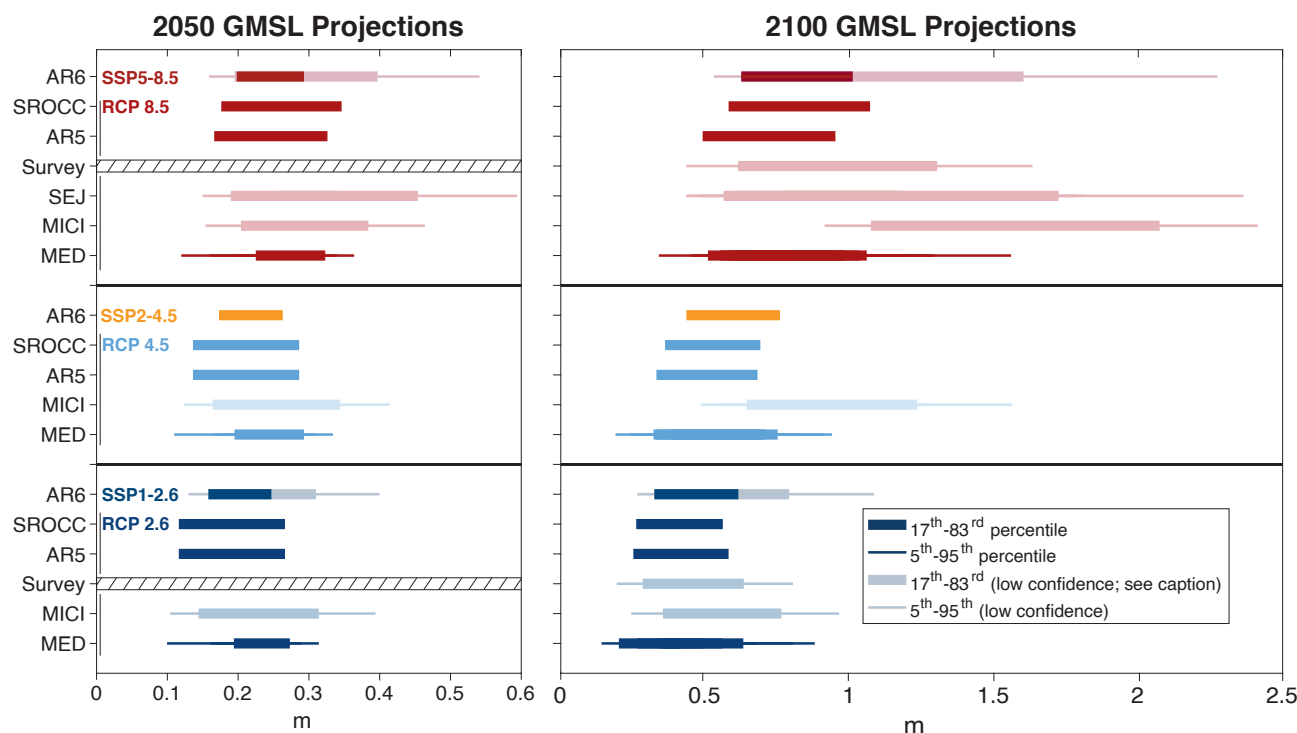 2050 GMSL Projections
2100 GMSL Projections
AR6 SSP5-8.5
SROCC RCP 8.5
AR5
Survey
SEJ
MICI
MED
AR6 SSP2-4.5
SROCC RCP 4.5
AR5
MICI
MED
AR6 SSP1-2.6
SROCC RCP 2.6
AR5
Survey
MICI
MED
17th-83rd percentile
5th-95th percentile
17th-83rd (low confidence; see caption)
5th-95th (low confidence)
0 0.1 0.2 0.3 0.4 0.5 0.6
m
0 0.5 1 1.5 2 2.5
m